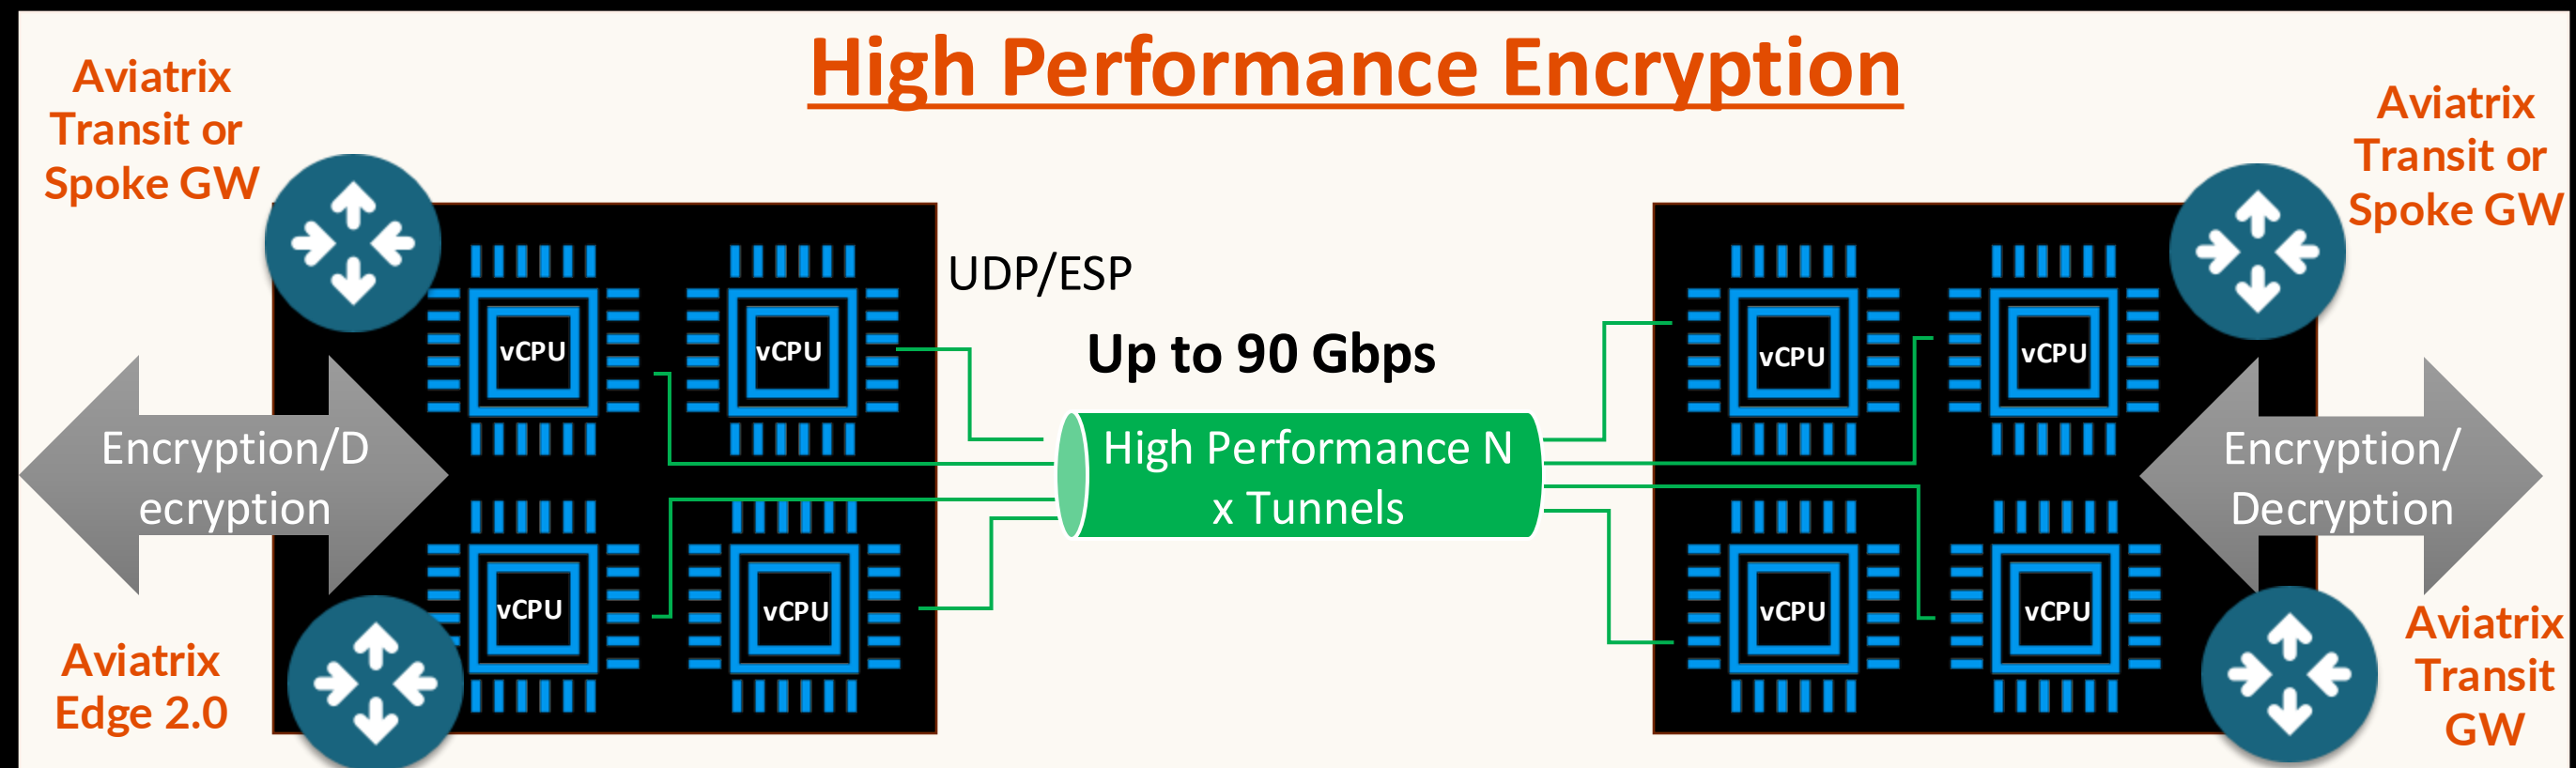 High Performance Encryption
Aviatrix
Transit or
Spoke GW
Aviatrix
Transit or
Spoke GW
UDP/ESP
Up to 90 Gbps
vCPU
vCPU
vCPU
vCPU
Encryption/D
ecryption
High Performance N
x Tunnels
Encryption/
Decryption
vCPU
vCPU
vCPU
vCPU
Aviatrix
Edge 2.0
Aviatrix
Transit
GW